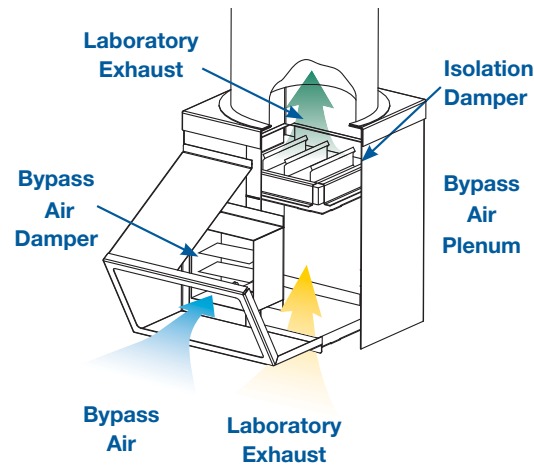 Laboratory
Exhaust
Isolation
Damper
Bypass
Air
Damper
Bypass
Air
Plenum
Bypass
Air
Laboratory
Exhaust